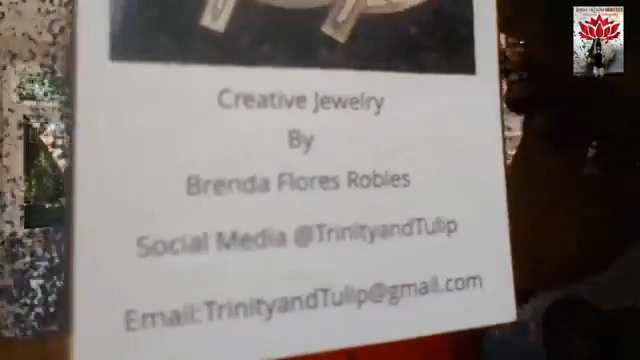 Creative Jewelry
By
Brenda Flores Robles
Social Media @TrinityandTulip
Email:TrinityandTulip@gmail.com